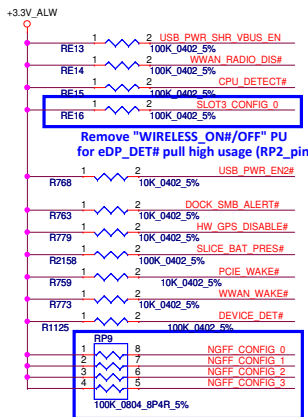 +3.3V_ALW
1 2 USB_PWR_SHR_VBUS_EN
RE13 100K_0402_5%
1 2 WWAN_RADIO_DIS#
RE14 100K_0402_5%
1 2 CPU_DETECT#
RE15 100K_0402_5%
1 2 SLOT3_CONFIG_0
RE16 100K_0402_5%
Remove "WIRELESS_ON#/OFF" PU
for eDP_DET# pull high usage (RP2_pin
1 2 USB_PWR_EN2#
R768 10K_0402_5%
1 2 DOCK_SMB_ALERT#
R763 10K_0402_5%
1 2 HW_GPS_DISABLE#
R779 100K_0402_5%
1 2 SLICE_BAT_PRES#
R2158 100K_0402_5%
1 2 PCIE_WAKE#
R759 10K_0402_5%
1 2 WWAN_WAKE#
R773 10K_0402_5%
1 2 DEVICE_DET#
R1125 100K_0402_5%
RP9
1 8 NGFF_CONFIG_0
2 7 NGFF_CONFIG_1
3 6 NGFF_CONFIG_2
4 5 NGFF_CONFIG_3
100K_0804_8P4R_5%